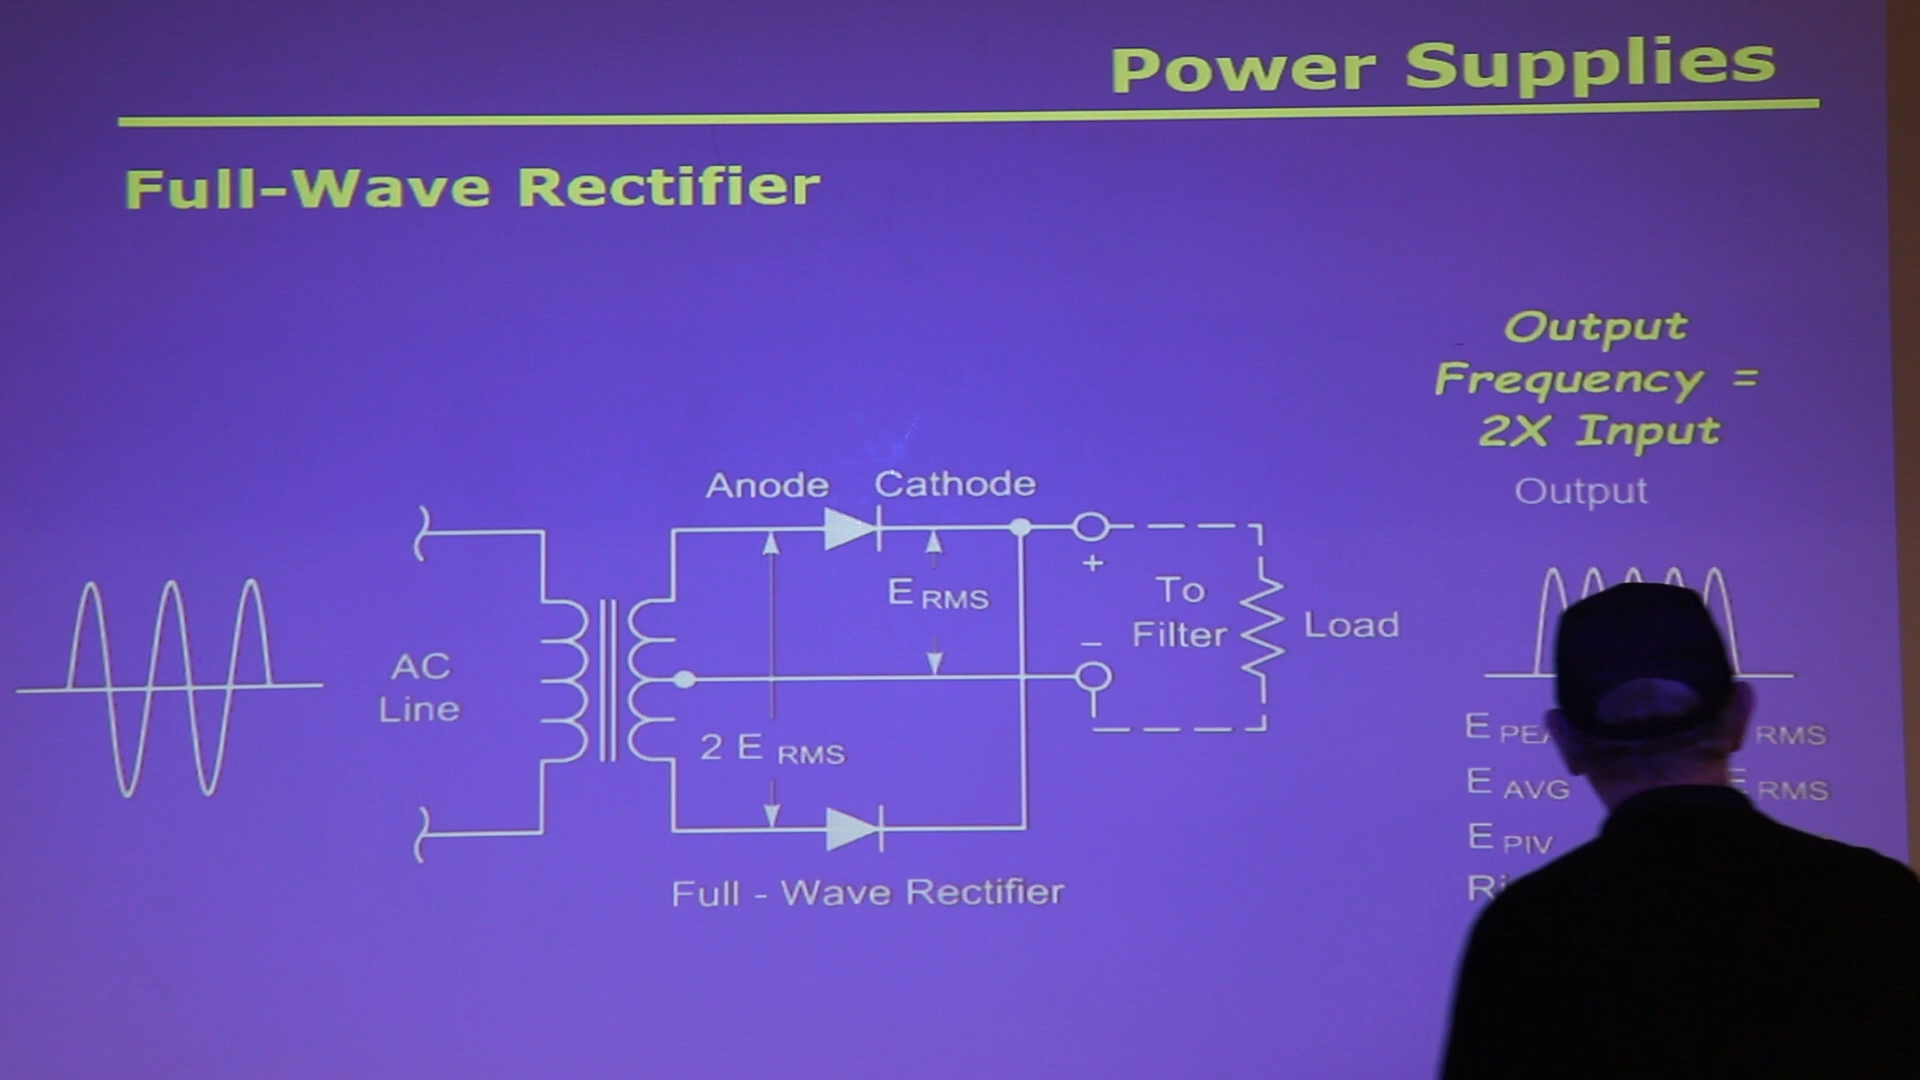 Power Supplies
Full-Wave Rectifier
Output
Frequency =
2X Input
Output
Anode Cathode
E RMS
+
−
To
Filter
Load
AC
Line
2 E RMS
Full - Wave Rectifier
E RMS
E AVG E RMS
E PIV